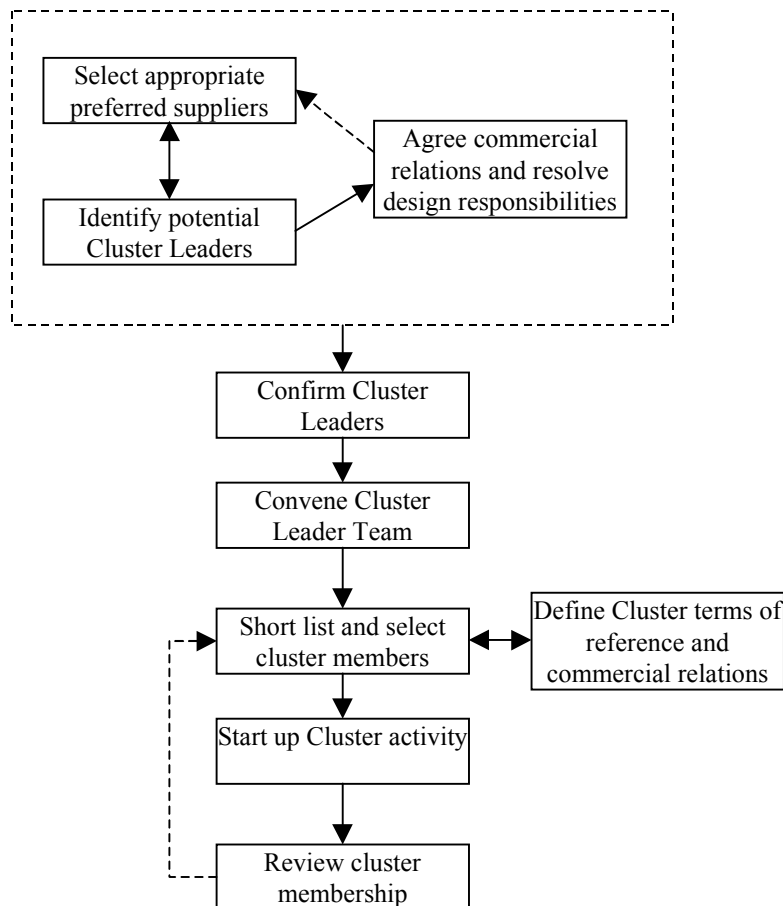 Select appropriate
preferred suppliers
Agree commercial
relations and resolve
design responsibilities
Identify potential
Cluster Leaders
Confirm Cluster
Leaders
Convene Cluster
Leader Team
Short list and select
cluster members
Define Cluster terms of
reference and
commercial relations
Start up Cluster activity
Review cluster
membership